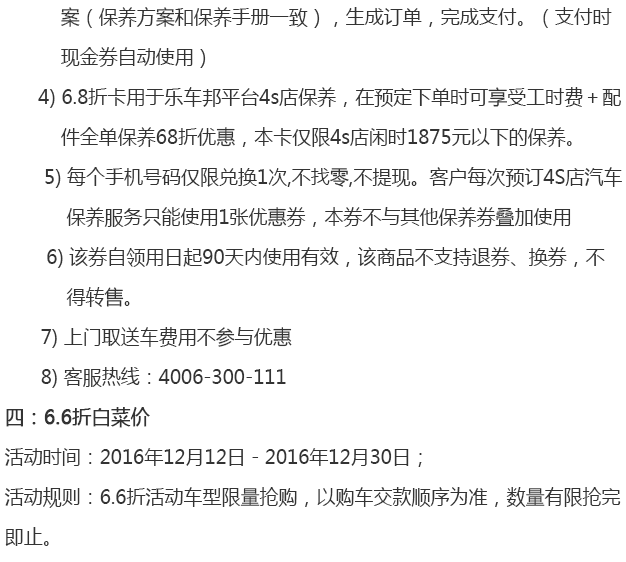 案（保养方案和保养手册一致），生成订单，完成支付。（支付时
现金券自动使用）
4) 6.8折卡用于乐车邦平台4s店保养，在预定下单时可享受工时费＋配
件全单保养68折优惠，本卡仅限4s店闲时1875元以下的保养。
5) 每个手机号码仅限兑换1次,不找零,不提现。客户每次预订4S店汽车
保养服务只能使用1张优惠券，本券不与其他保养券叠加使用
6) 该券自领用日起90天内使用有效，该商品不支持退券、换券，不
得转售。
7) 上门取送车费用不参与优惠
8) 客服热线：4006-300-111
四：6.6折白菜价
活动时间：2016年12月12日－2016年12月30日；
活动规则：6.6折活动车型限量抢购，以购车交款顺序为准，数量有限抢完
即止。